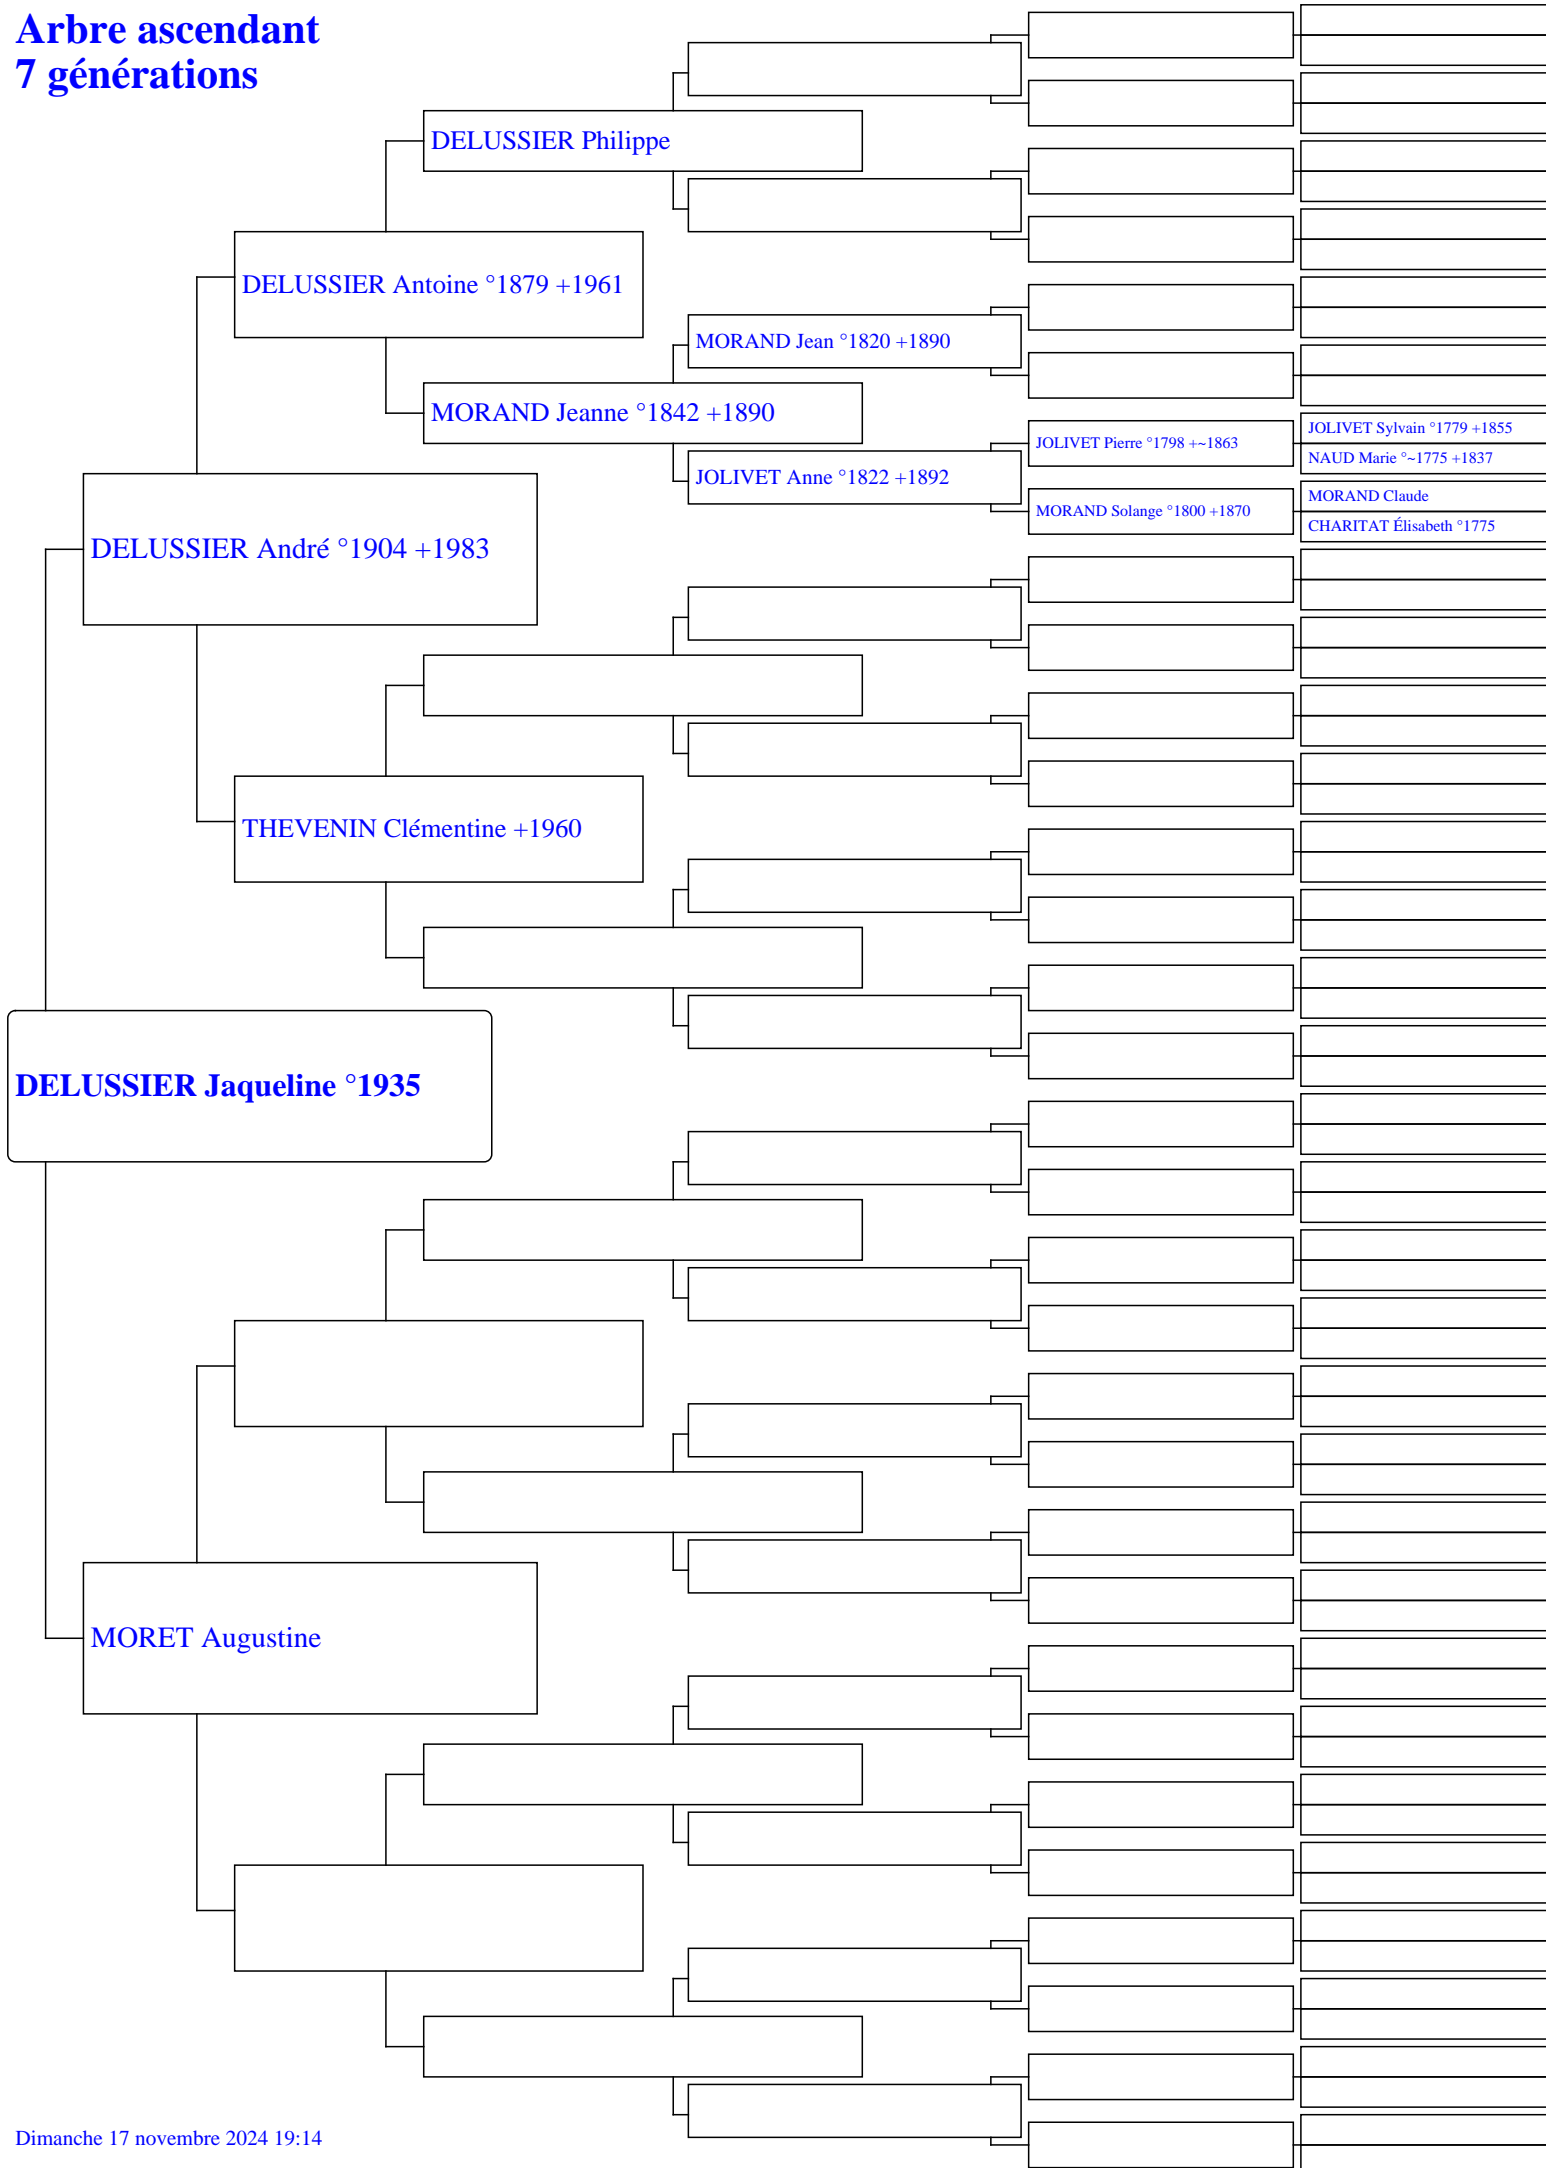 Arbre ascendant
7 générations
DELUSSIER Philippe
DELUSSIER Antoine °1879 +1961
MORAND Jean °1820 +1890
MORAND Jeanne °1842 +1890
JOLIVET Sylvain °1779 +1855
JOLIVET Pierre °1798 +~1863
NAUD Marie °~1775 +1837
JOLIVET Anne °1822 +1892
MORAND Claude
MORAND Solange °1800 +1870
CHARITAT Élisabeth °1775
DELUSSIER André °1904 +1983
THEVENIN Clémentine +1960
DELUSSIER Jaqueline °1935
MORET Augustine
Dimanche 17 novembre 2024 19:14